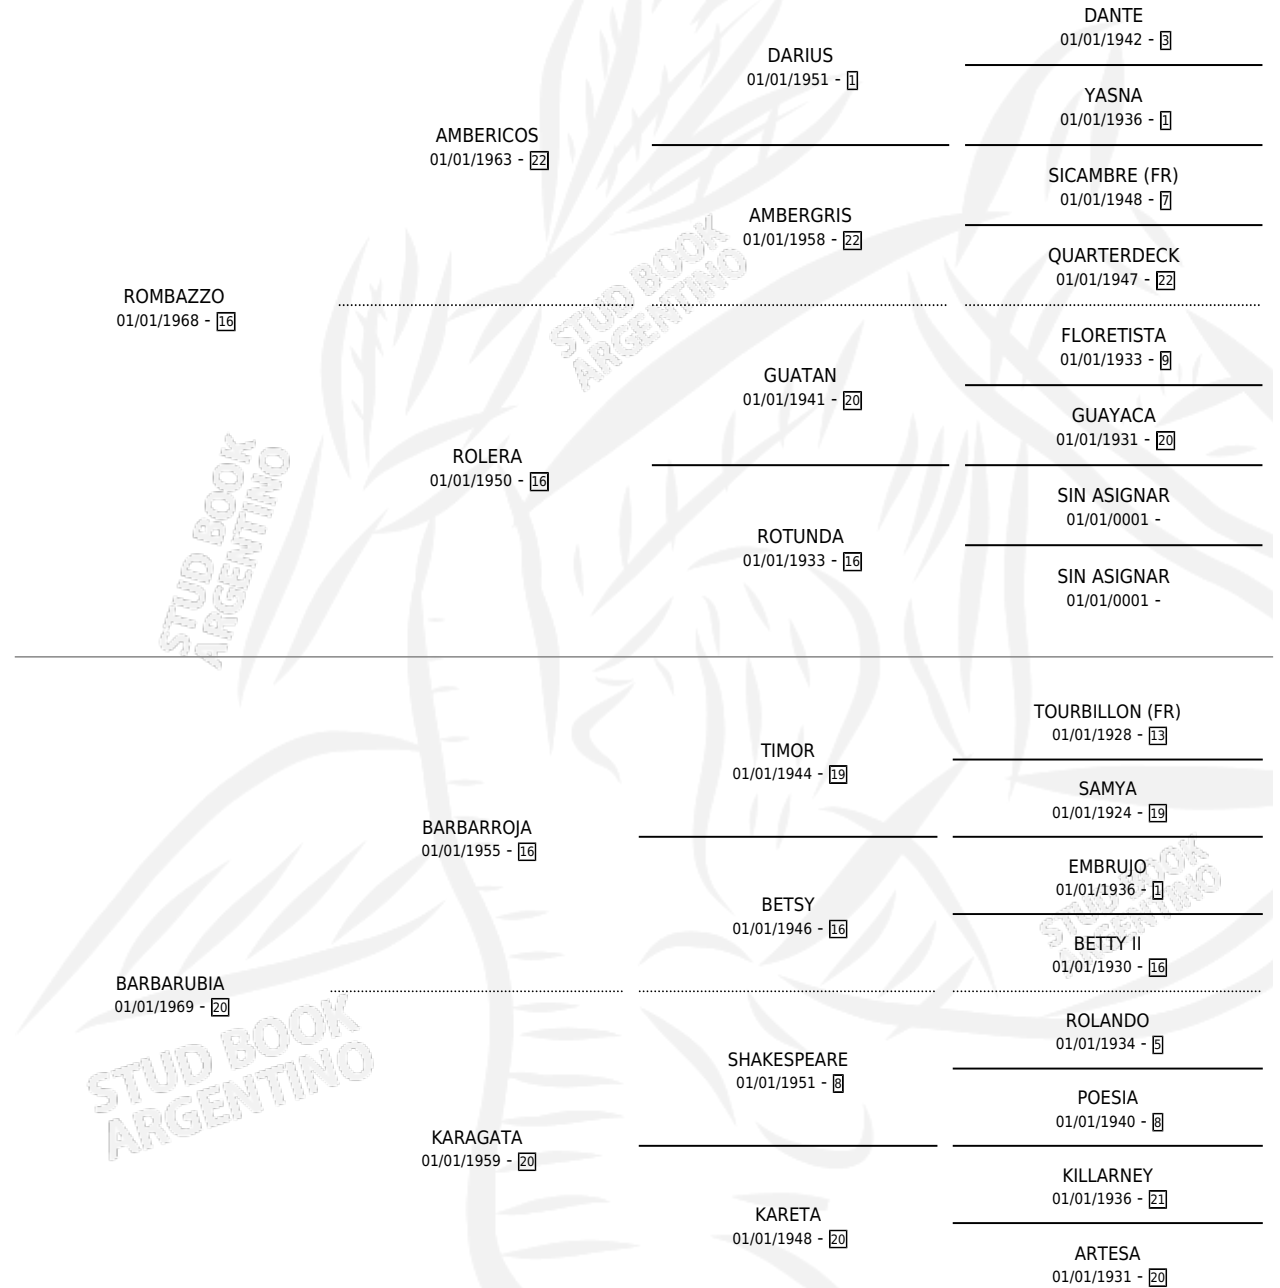 DANTE
01/01/1942 - 3
DARIUS
01/01/1951 - 1
YASNA
01/01/1936 - 1
AMBERICOS
01/01/1963 - 22
SICAMBRE (FR)
01/01/1948 - 7
AMBERGRIS
01/01/1958 - 22
QUARTERDECK
01/01/1947 - 22
ROMBAZZO
01/01/1968 - 16
FLORETISTA
01/01/1933 - 9
GUATAN
01/01/1941 - 20
GUAYACA
01/01/1931 - 20
ROLERA
01/01/1950 - 16
SIN ASIGNAR
01/01/0001 -
ROTUNDA
01/01/1933 - 16
SIN ASIGNAR
01/01/0001 -
STUD BOOK
ARGENTINO
STUD BOOK
ARGENTINO
TOURBILLON (FR)
01/01/1928 - 13
TIMOR
01/01/1944 - 19
SAMYA
01/01/1924 - 19
BARBARROJA
01/01/1955 - 16
EMBRUJO
01/01/1936 - 1
BETSY
01/01/1946 - 16
BETTY II
01/01/1930 - 16
BARBARUBIA
01/01/1969 - 20
ROLANDO
01/01/1934 - 5
SHAKESPEARE
01/01/1951 - 8
POESIA
01/01/1940 - 8
KARAGATA
01/01/1959 - 20
KILLARNEY
01/01/1936 - 21
KARETA
01/01/1948 - 20
ARTESA
01/01/1931 - 20
STUD BOOK
ARGENTINO
STUD BOOK
ARGENTINO